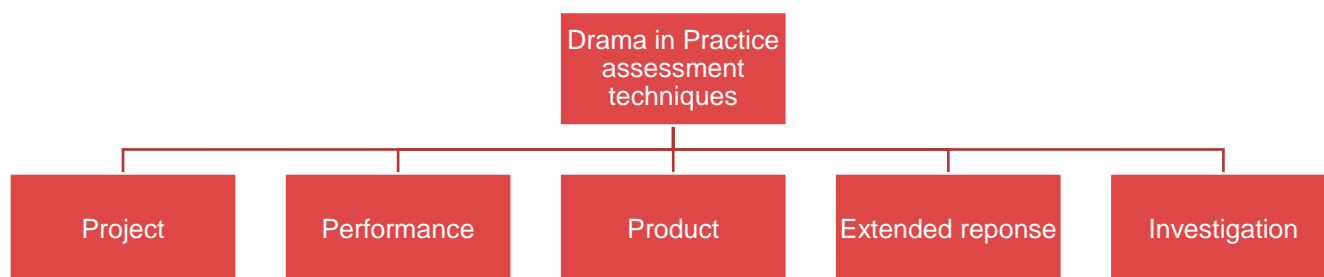 Drama in Practice
assessment
techniques
Project
Performance
Product
Extended reponse
Investigation